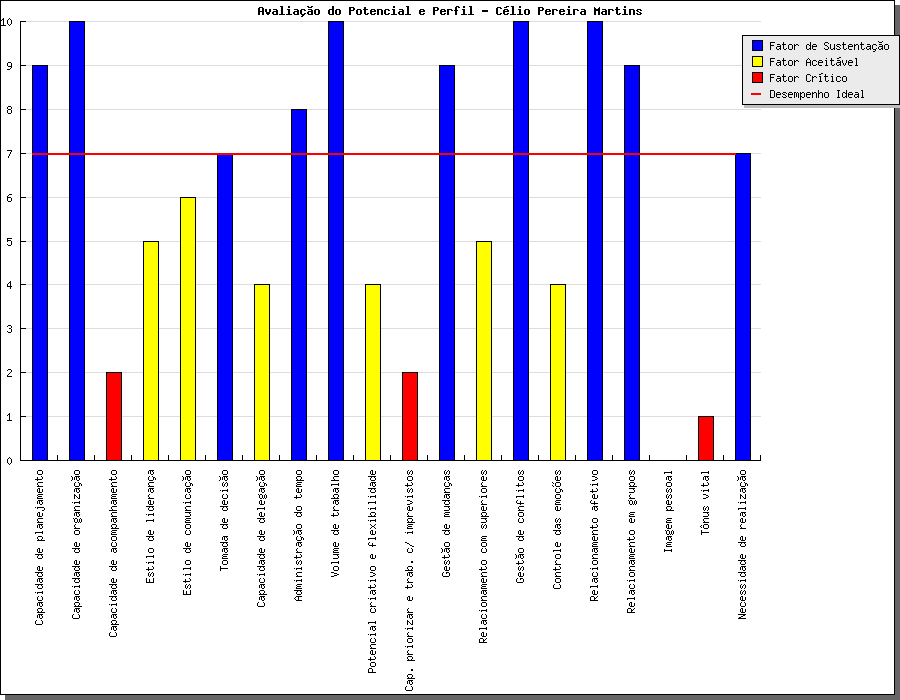 Avaliação do Potencial e Perfil - Célio Pereira Martins
Fator de Sustentação
Fator Aceitável
Fator Crítico
Desempenho Ideal
10
9
8
7
6
5
4
3
2
1
0
Capacidade de planejamento
Capacidade de organização
Capacidade de acompanhamento
Estilo de liderança
Estilo de comunicação
Tomada de decisão
Capacidade de delegação
Administração do tempo
Volume de trabalho
Potencial criativo e flexibilidade
Cap. priorizar e trab. c/ imprevistos
Gestão de mudanças
Relacionamento com superiores
Gestão de conflitos
Controle das emoções
Relacionamento afetivo
Relacionamento em grupos
Imagem pessoal
Tônus vital
Necessidade de realização